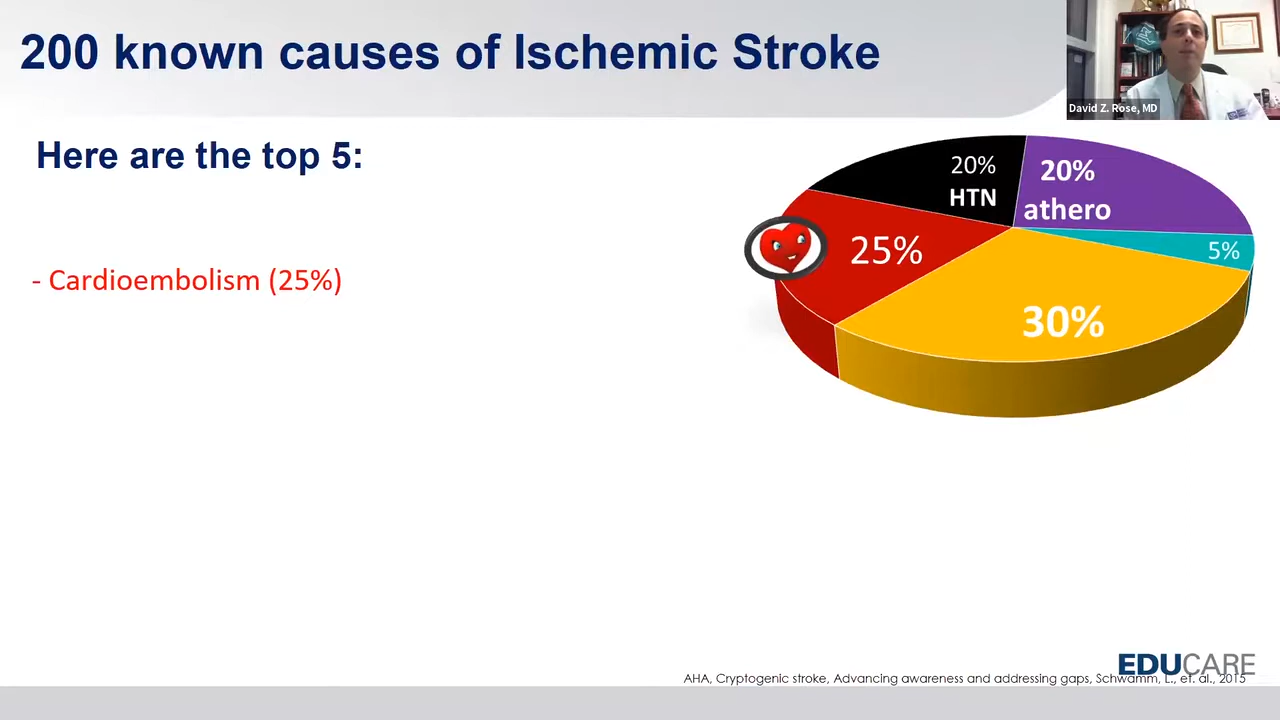 200 known causes of Ischemic Stroke
David Z. Rose, MD
Here are the top 5:
20%
HTN
20%
athero
25%
5%
30%
- Cardioembolism (25%)
EDUCARE
AHA, Cryptogenic stroke, Advancing awareness and addressing gaps, Schwamm, L., et. al., 2015